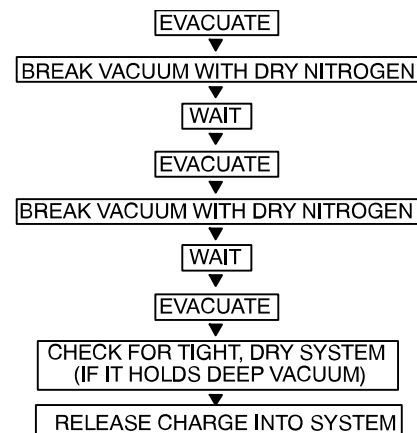 EVACUATE
BREAK VACUUM WITH DRY NITROGEN
WAIT
EVACUATE
BREAK VACUUM WITH DRY NITROGEN
WAIT
EVACUATE
CHECK FOR TIGHT, DRY SYSTEM
(IF IT HOLDS DEEP VACUUM)
RELEASE CHARGE INTO SYSTEM